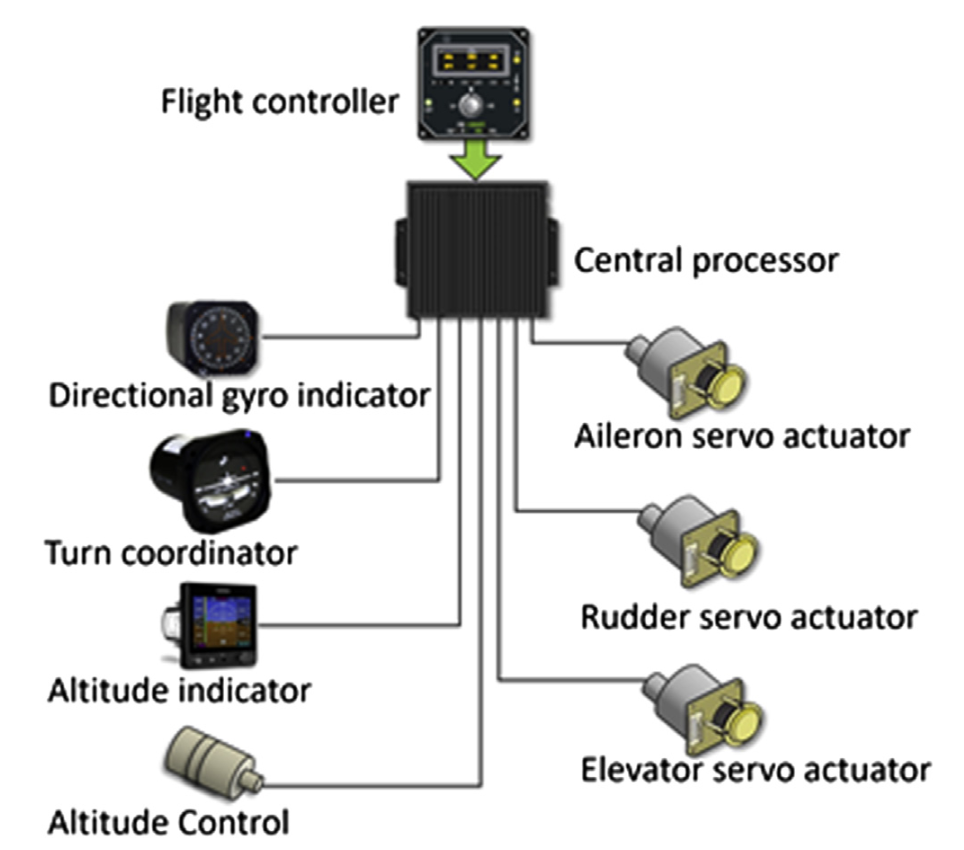 Flight controller
Central processor
Directional gyro indicator
Aileron servo actuator
Turn coordinator
Rudder servo actuator
Altitude indicator
Elevator servo actuator
Altitude Control